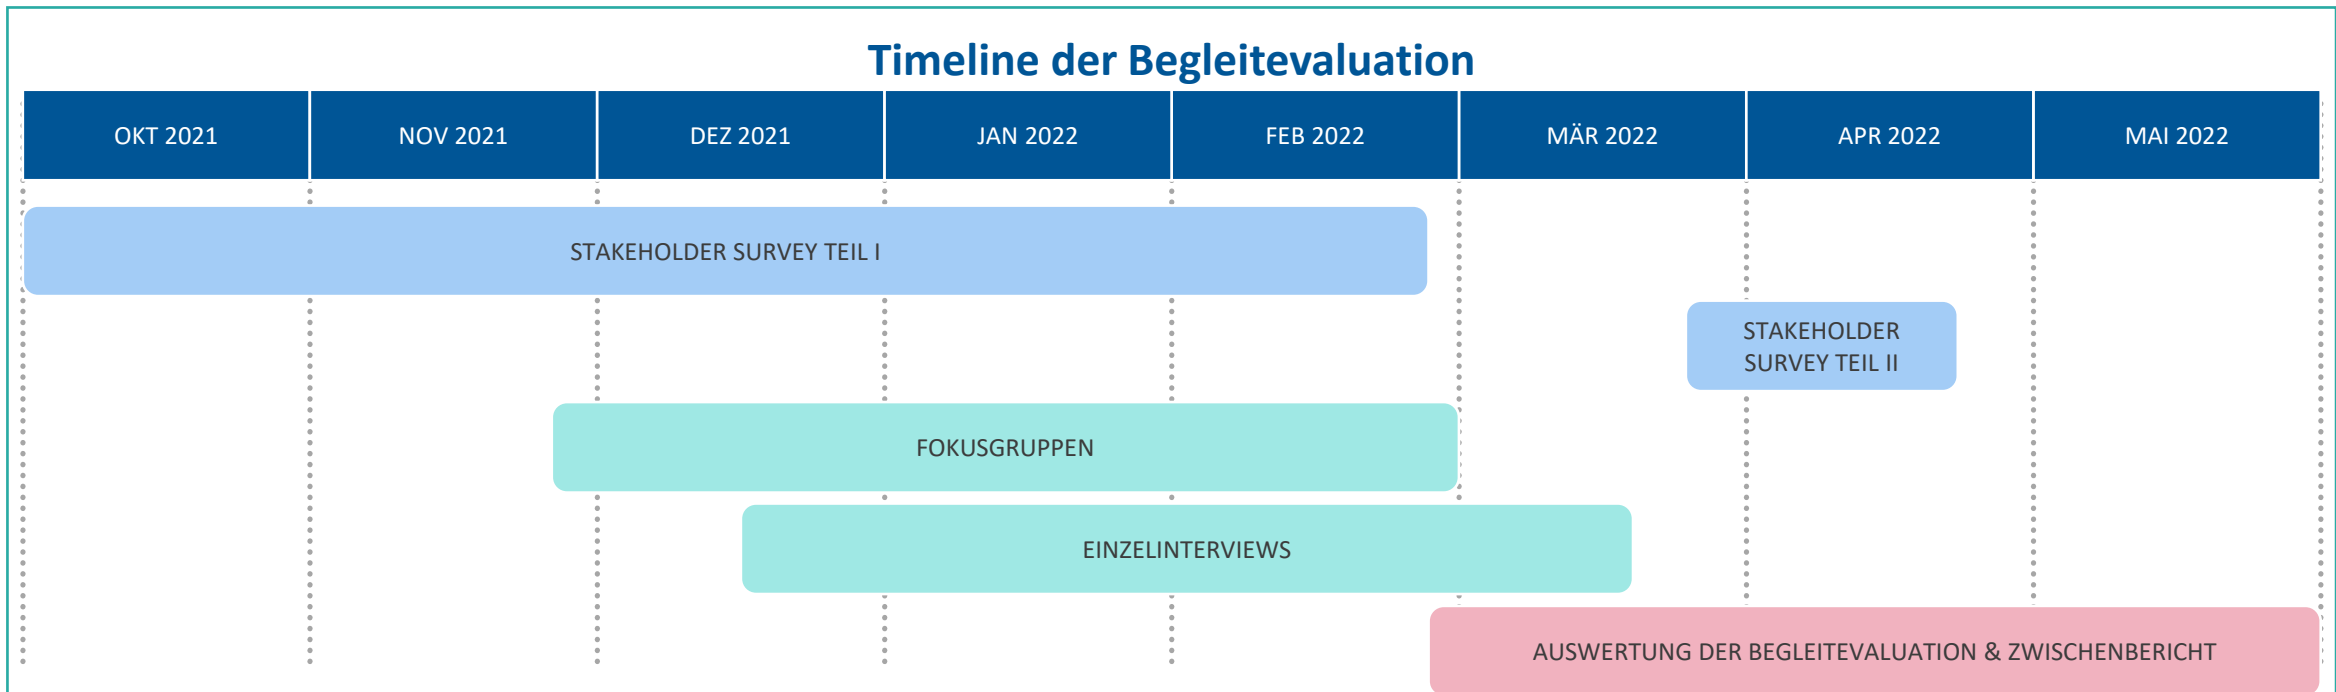 Timeline der Begleitevaluation
OKT 2021
NOV 2021
DEZ 2021
JAN 2022
FEB 2022
MÄR 2022
APR 2022
MAI 2022
STAKEHOLDER SURVEY TEIL I
STAKEHOLDER
SURVEY TEIL II
FOKUSGRUPPEN
EINZELINTERVIEWS
AUSWERTUNG DER BEGLEITEVALUATION & ZWISCHENBERICHT